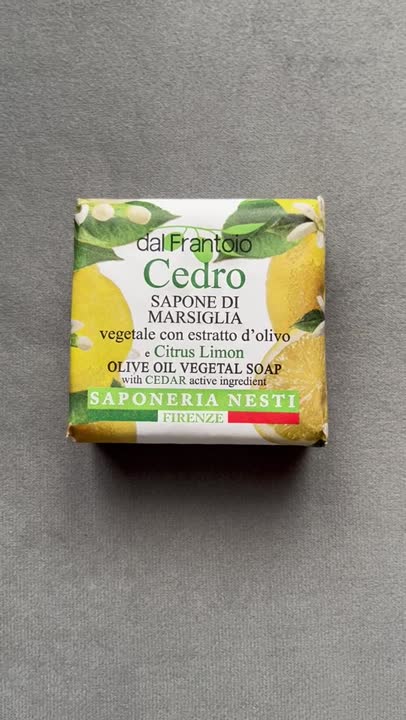 dal Frantoio
Cedro
SAPONE DI
MARSIGLIA
vegetale con estratto d'olivo
e Citrus Limon
OLIVE OIL VEGETAL SOAP
with CEDAR active ingredient
SAPONERIA NESTI
FIRENZE